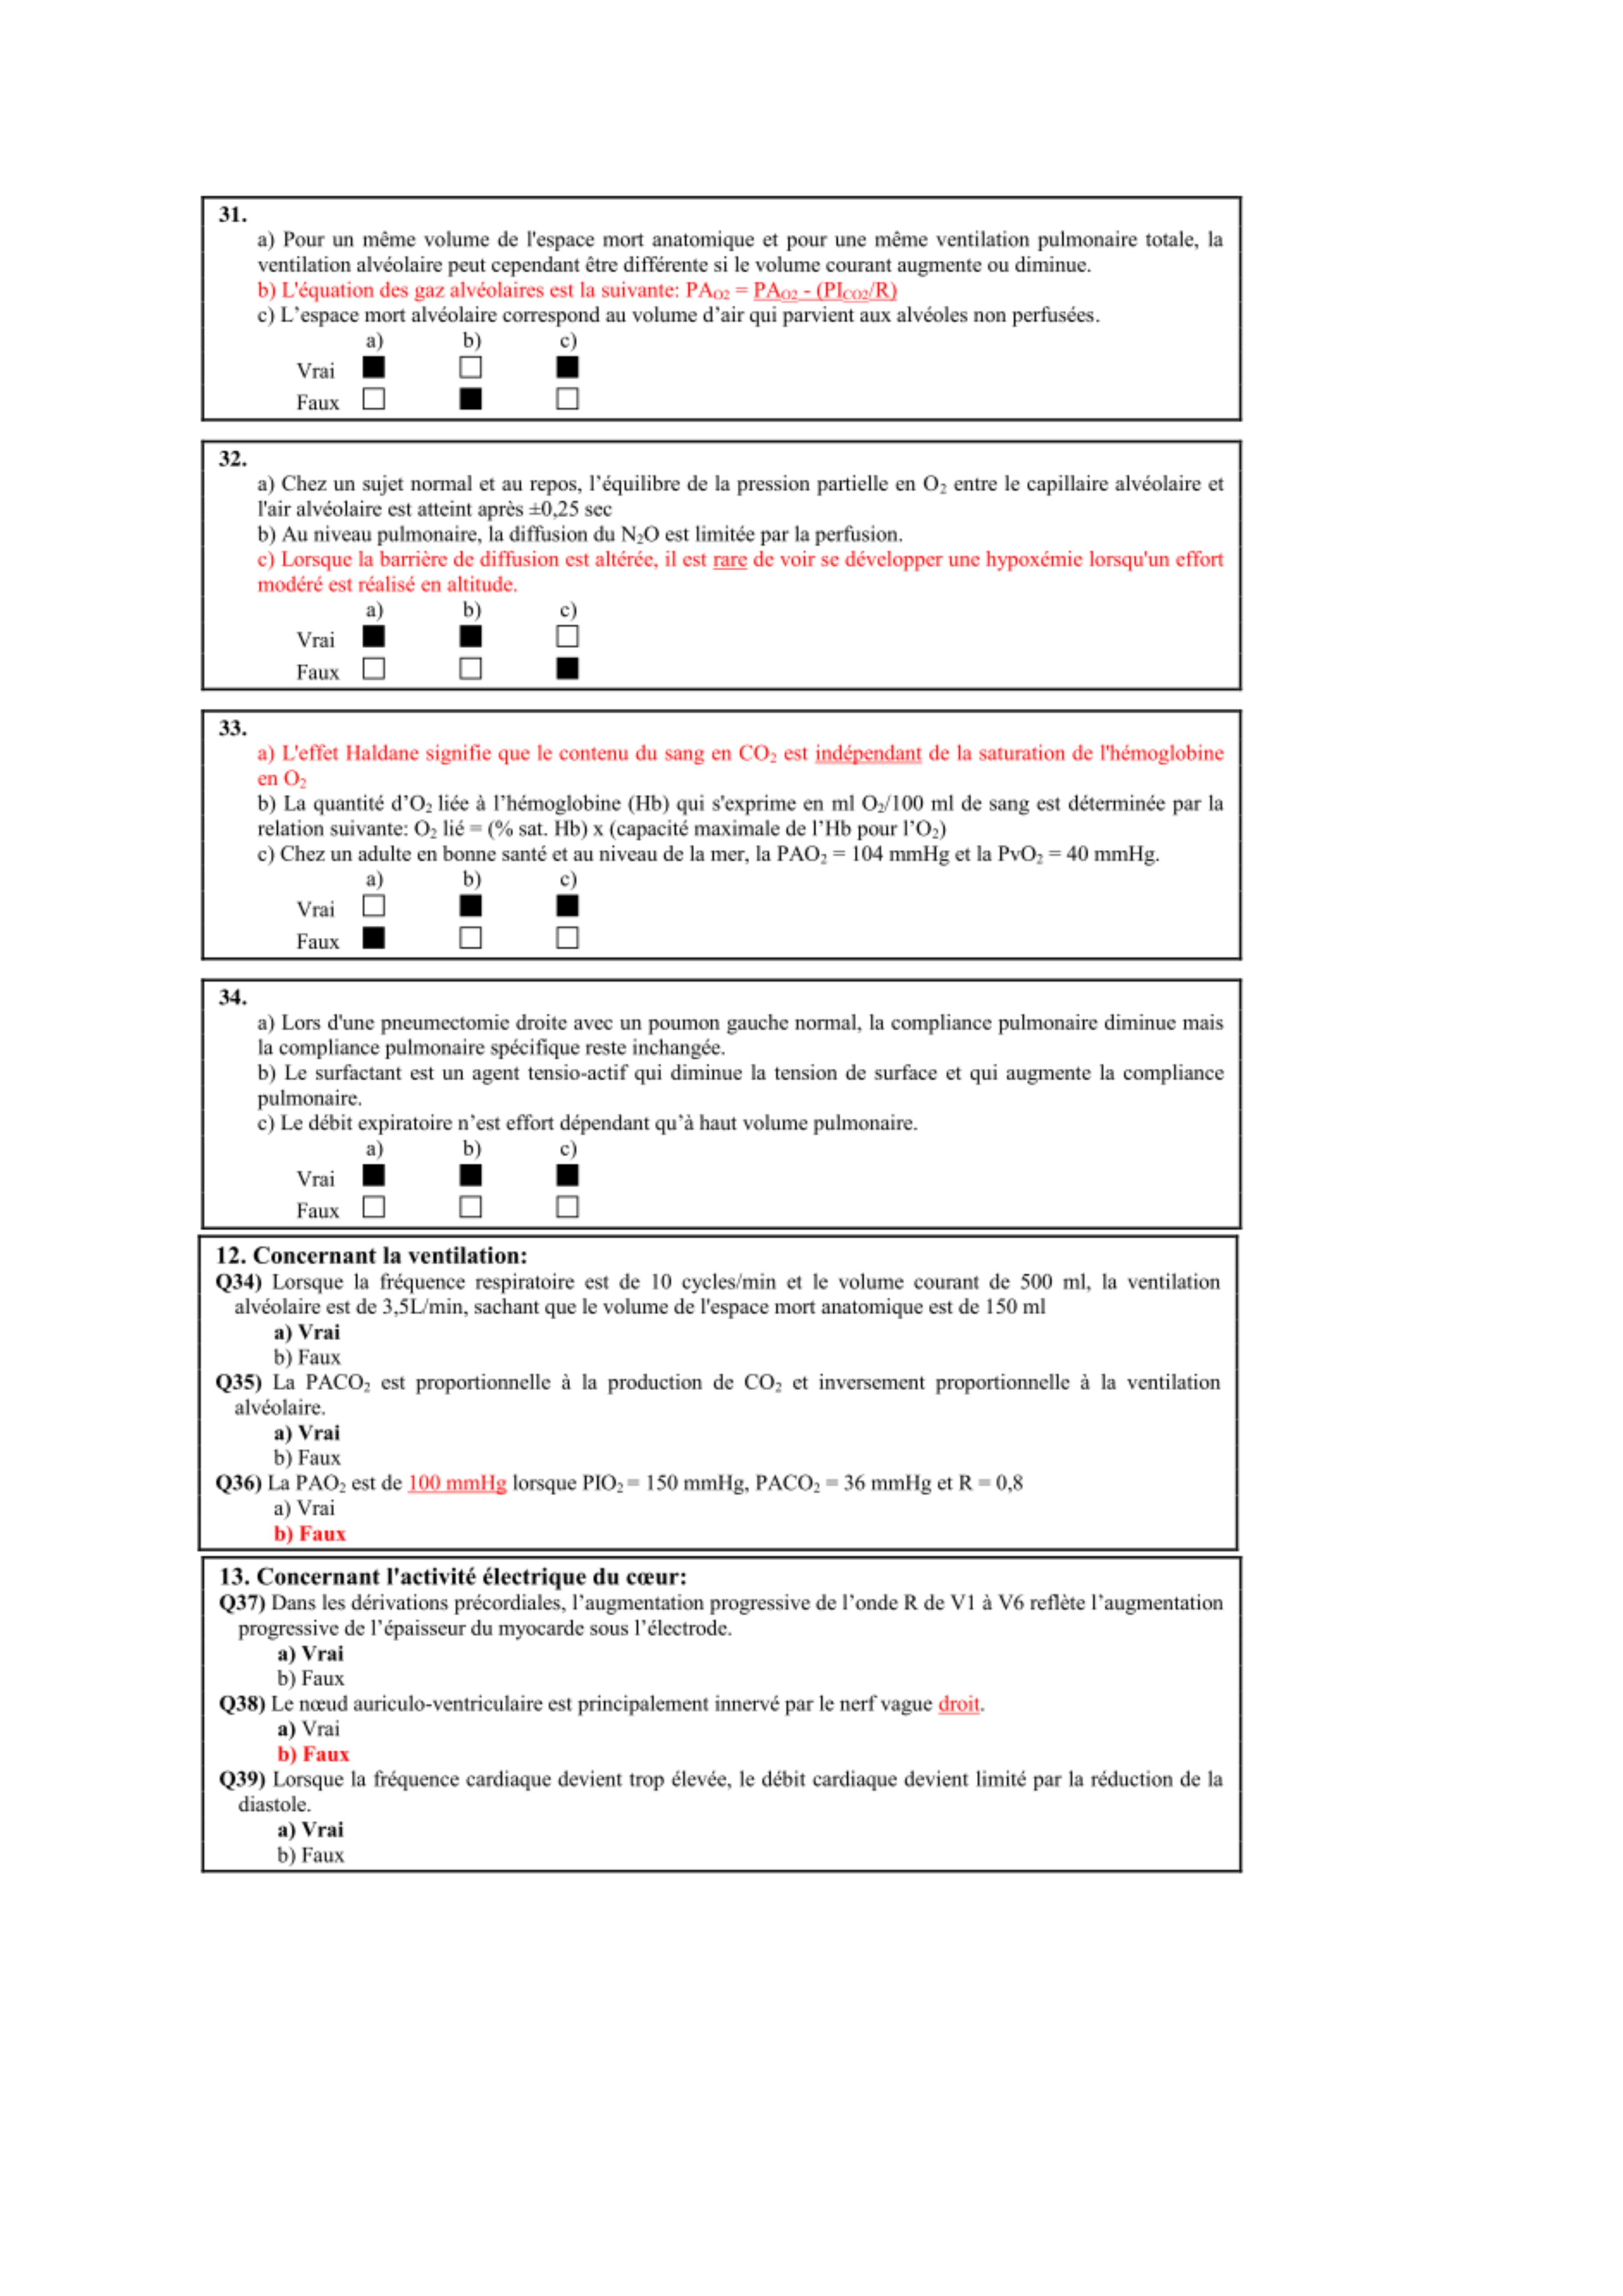 31.
a) Pour un même volume de l'espace mort anatomique et pour une même ventilation pulmonaire totale, la
ventilation alvéolaire peut cependant être différente si le volume courant augmente ou diminue.
b) L'équation des gaz alvéolaires est la suivante: PAO2 = PAO2 - (PICO2/R)
c) L’espace mort alvéolaire correspond au volume d’air qui parvient aux alvéoles non perfusées.
a) b) c)
Vrai ■ □ ■
Faux □ ■ □
32.
a) Chez un sujet normal et au repos, l’équilibre de la pression partielle en O2 entre le capillaire alvéolaire et
l'air alvéolaire est atteint après ±0,25 sec
b) Au niveau pulmonaire, la diffusion du N2O est limitée par la perfusion.
c) Lorsque la barrière de diffusion est altérée, il est rare de voir se développer une hypoxémie lorsqu'un effort
modéré est réalisé en altitude.
a) b) c)
Vrai ■ ■ □
Faux □ □ ■
33.
a) L'effet Haldane signifie que le contenu du sang en CO2 est indépendant de la saturation de l'hémoglobine
en O2
b) La quantité d’O2 liée à l’hémoglobine (Hb) qui s'exprime en ml O2/100 ml de sang est déterminée par la
relation suivante: O2 lié = (% sat. Hb) x (capacité maximale de l’Hb pour l’O2)
c) Chez un adulte en bonne santé et au niveau de la mer, la PAO2 = 104 mmHg et la PvO2 = 40 mmHg.
a) b) c)
Vrai □ ■ ■
Faux ■ □ □
34.
a) Lors d'une pneumectomie droite avec un poumon gauche normal, la compliance pulmonaire diminue mais
la compliance pulmonaire spécifique reste inchangée.
b) Le surfactant est un agent tensio-actif qui diminue la tension de surface et qui augmente la compliance
pulmonaire.
c) Le débit expiratoire n’est effort dépendant qu’à haut volume pulmonaire.
a) b) c)
Vrai ■ ■ ■
Faux □ □ □
12. Concernant la ventilation:
Q34) Lorsque la fréquence respiratoire est de 10 cycles/min et le volume courant de 500 ml, la ventilation
alvéolaire est de 3,5L/min, sachant que le volume de l'espace mort anatomique est de 150 ml
a) Vrai
b) Faux
Q35) La PACO2 est proportionnelle à la production de CO2 et inversement proportionnelle à la ventilation
alvéolaire.
a) Vrai
b) Faux
Q36) La PAO2 est de 100 mmHg lorsque PIO2 = 150 mmHg, PACO2 = 36 mmHg et R = 0,8
a) Vrai
b) Faux
13. Concernant l'activité électrique du cœur:
Q37) Dans les dérivations précordiales, l’augmentation progressive de l’onde R de V1 à V6 reflète l’augmentation
progressive de l’épaisseur du myocarde sous l’électrode.
a) Vrai
b) Faux
Q38) Le nœud auriculo-ventriculaire est principalement innervé par le nerf vague droit.
a) Vrai
b) Faux
Q39) Lorsque la fréquence cardiaque devient trop élevée, le débit cardiaque devient limité par la réduction de la
diastole.
a) Vrai
b) Faux